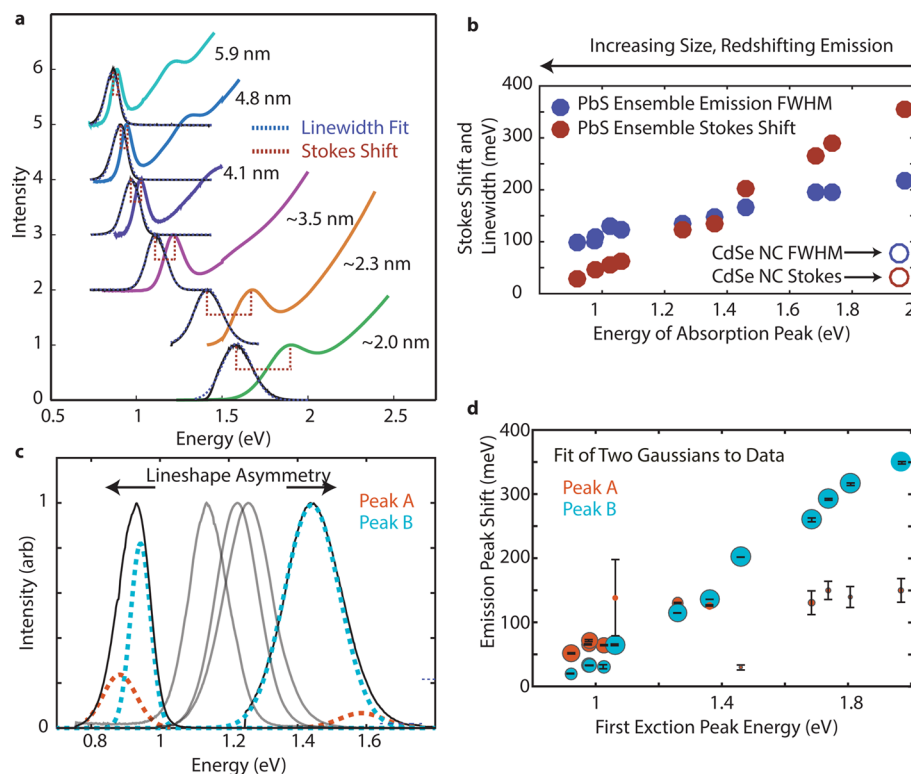 a
Intensity
6
5
4
3
2
1
0
5.9 nm
4.8 nm
Linewidth Fit
Stokes Shift
4.1 nm
~3.5 nm
~2.3 nm
~2.0 nm
0.5
1
1.5
2
2.5
Energy (eV)
b
Increasing Size, Redshifting Emission
Stokes Shift and
Linewidth (meV)
400
300
200
100
0
PbS Ensemble Emission FWHM
PbS Ensemble Stokes Shift
CdSe NC FWHM
CdSe NC Stokes
1
1.2
1.4
1.6
1.8
2
Energy of Absorption Peak (eV)
c
Lineshape Asymmetry
Peak A
Peak B
Intensity (arb)
1
0
0.8
1
1.2
1.4
1.6
Energy (eV)
d
Emission Peak Shift (meV)
400
300
200
100
0
Fit of Two Gaussians to Data
Peak A
Peak B
1
1.2
1.4
1.6
1.8
First Exction Peak Energy (eV)